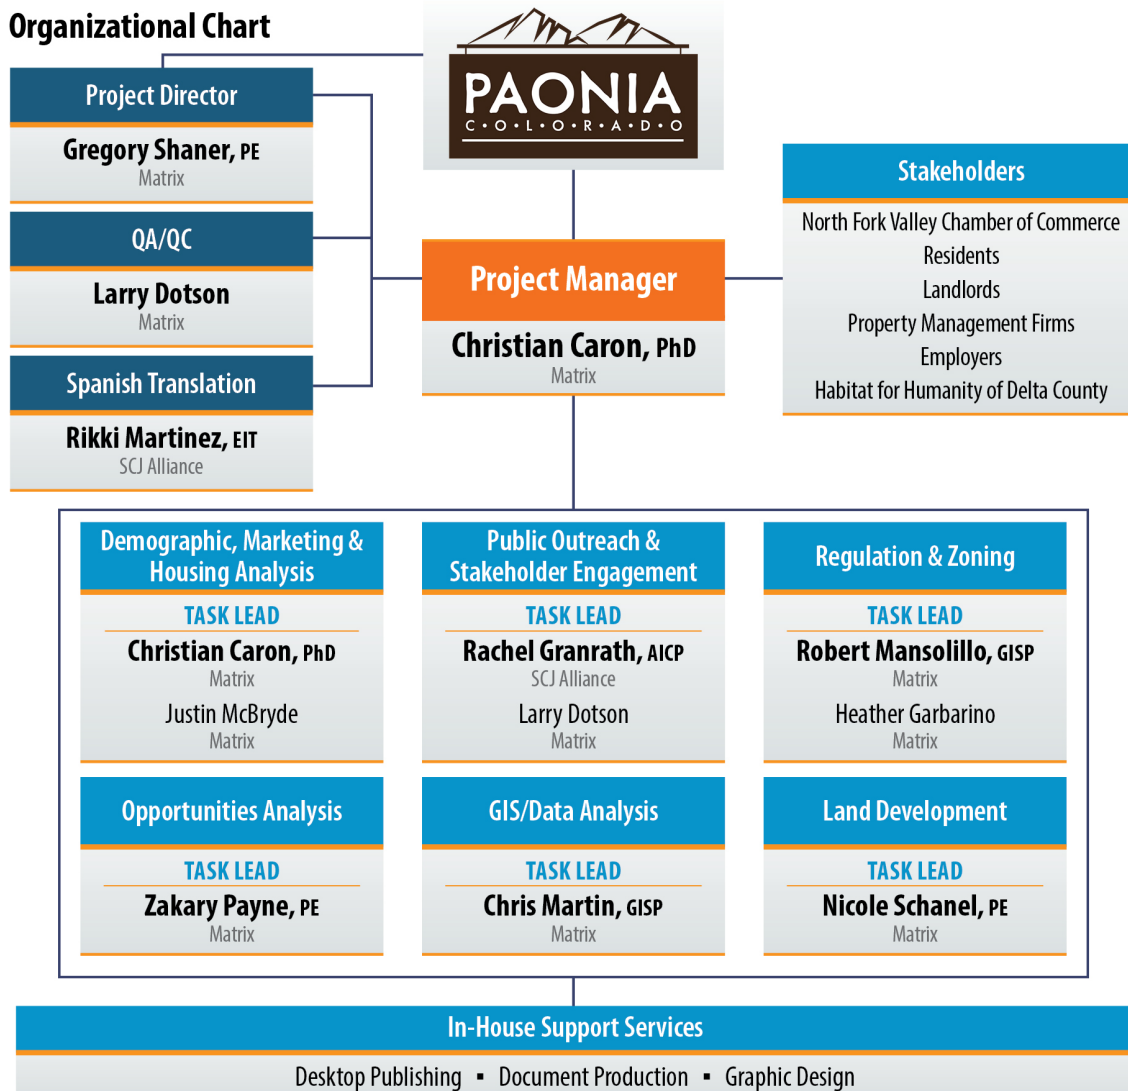 Organizational Chart
PAONIA
C•O•L•O•R•A•D•O
Project Director
Gregory Shaner, PE
Matrix
QA/QC
Larry Dotson
Matrix
Spanish Translation
Rikki Martinez, EIT
SCJ Alliance
Project Manager
Christian Caron, PhD
Matrix
Stakeholders
North Fork Valley Chamber of Commerce
Residents
Landlords
Property Management Firms
Employers
Habitat for Humanity of Delta County
Demographic, Marketing &
Housing Analysis
TASK LEAD
Christian Caron, PhD
Matrix
Justin McBryde
Matrix
Public Outreach &
Stakeholder Engagement
TASK LEAD
Rachel Granrath, AICP
SCJ Alliance
Larry Dotson
Matrix
Regulation & Zoning
TASK LEAD
Robert Mansolillo, GISP
Matrix
Heather Garbarino
Matrix
Opportunities Analysis
TASK LEAD
Zakary Payne, PE
Matrix
GIS/Data Analysis
TASK LEAD
Chris Martin, GISP
Matrix
Land Development
TASK LEAD
Nicole Schanel, PE
Matrix
In-House Support Services
Desktop Publishing ▪ Document Production ▪ Graphic Design